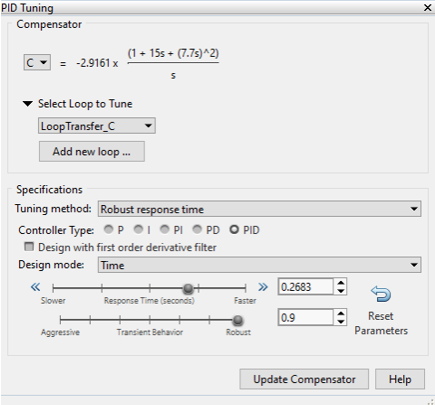 PID Tuning
Compensator
C = -2.9161 x (1 + 15s + (7.7s)^2)
s
Select Loop to Tune
LoopTransfer_C
Add new loop ...
Specifications
Tuning method: Robust response time
Controller Type: P I PI PD PID
Design with first order derivative filter
Design mode: Time
0.2683
Slower Response Time (seconds) Faster
0.9
Aggressive Transient Behavior Robust
Reset
Parameters
Update Compensator Help